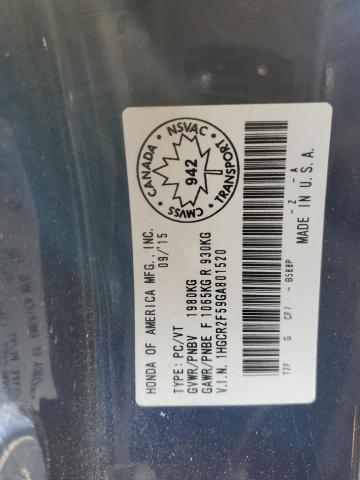 HONDA OF AMERICA MFG., INC.
09/15
TYPE: PC/VT
GVWR/PNBV 1980KG
GAWR/PNBE F 1065KG R 930KG
V.I.N. 1HGCR2F59GA801520
CANADA
NSVAC
TRANSPORT
CMVSS
942
T2F G CF7 -B588P -Z -A
MADE IN U.S.A.